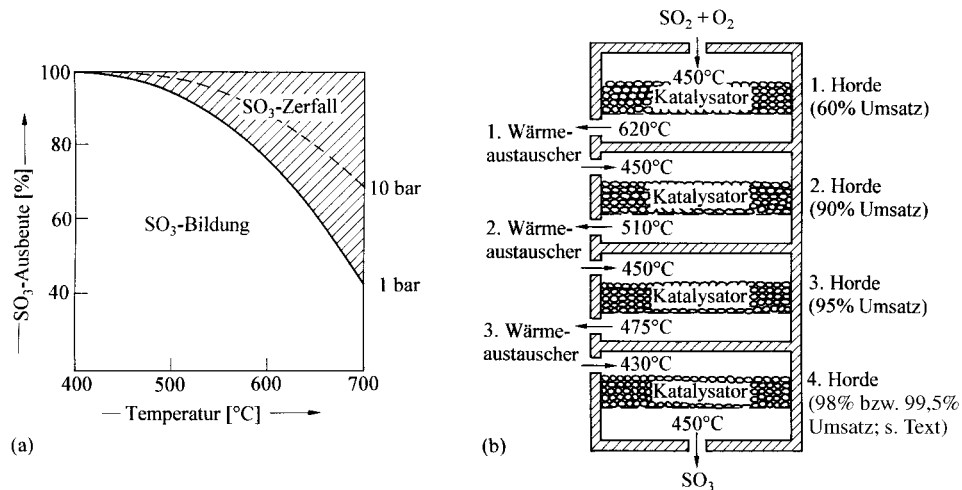 100
80
60
40
SO₃-Ausbeute [%]
SO₃-Zerfall
SO₃-Bildung
10 bar
1 bar
400
500
600
700
Temperatur [°C]
(a)
SO₂ + O₂
450°C
Katalysator
1. Horde
(60% Umsatz)
620°C
1. Wärme-
austauscher
450°C
Katalysator
2. Horde
(90% Umsatz)
510°C
2. Wärme-
austauscher
450°C
Katalysator
3. Horde
(95% Umsatz)
475°C
3. Wärme-
austauscher
430°C
Katalysator
4. Horde
(98% bzw. 99,5%
Umsatz; s. Text)
450°C
SO₃
(b)